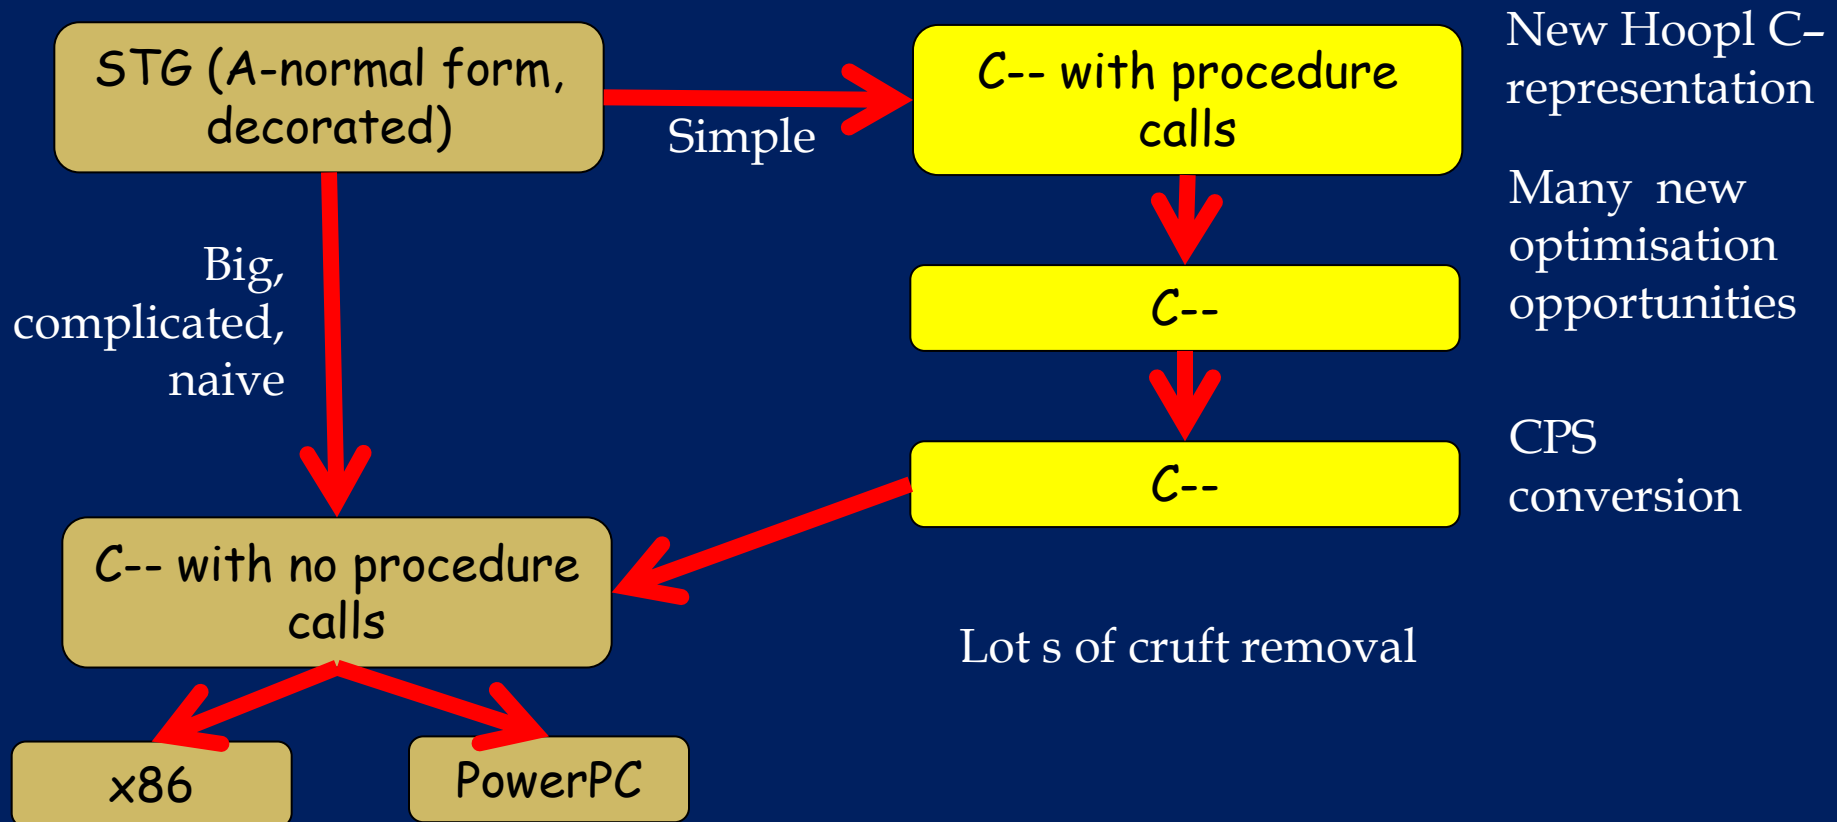 STG (A-normal form,
decorated)
Simple
C-- with procedure
calls
New Hoopl C–
representation
Many new
optimisation
opportunities
Big,
complicated,
naive
C--
C--
CPS
conversion
C-- with no procedure
calls
Lot s of cruft removal
x86
PowerPC